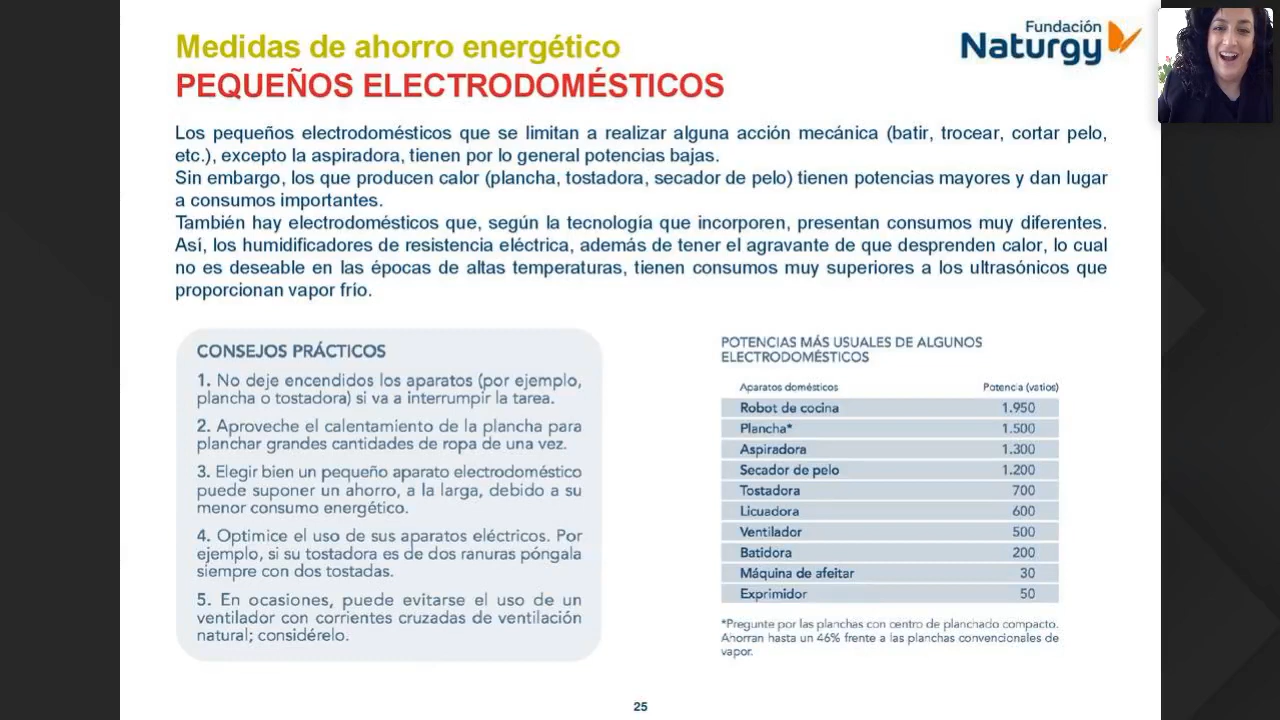 Medidas de ahorro energético
PEQUEÑOS ELECTRODOMÉSTICOS
Fundación
Naturgy
Los pequeños electrodomésticos que se limitan a realizar alguna acción mecánica (batir, trocear, cortar pelo,
etc.), excepto la aspiradora, tienen por lo general potencias bajas.
Sin embargo, los que producen calor (plancha, tostadora, secador de pelo) tienen potencias mayores y dan lugar
a consumos importantes.
También hay electrodomésticos que, según la tecnología que incorporen, presentan consumos muy diferentes.
Así, los humidificadores de resistencia eléctrica, además de tener el agravante de que desprenden calor, lo cual
no es deseable en las épocas de altas temperaturas, tienen consumos muy superiores a los ultrasónicos que
proporcionan vapor frío.
CONSEJOS PRÁCTICOS
1. No deje encendidos los aparatos (por ejemplo,
plancha o tostadora) si va a interrumpir la tarea.
2. Aproveche el calentamiento de la plancha para
planchar grandes cantidades de ropa de una vez.
3. Elegir bien un pequeño aparato electrodoméstico
puede suponer un ahorro, a la larga, debido a su
menor consumo energético.
4. Optimice el uso de sus aparatos eléctricos. Por
ejemplo, si su tostadora es de dos ranuras póngala
siempre con dos tostadas.
5. En ocasiones, puede evitarse el uso de un
ventilador con corrientes cruzadas de ventilación
natural; considérelo.
POTENCIAS MÁS USUALES DE ALGUNOS
ELECTRODOMÉSTICOS
Aparatos domésticos Potencia (vatios)
Robot de cocina 1.950
Plancha* 1.500
Aspiradora 1.300
Secador de pelo 1.200
Tostadora 700
Licuadora 600
Ventilador 500
Batidora 200
Máquina de afeitar 30
Exprimidor 50
*Pregunte por las planchas con centro de planchado compacto.
Ahorran hasta un 46% frente a las planchas convencionales de
vapor.
25